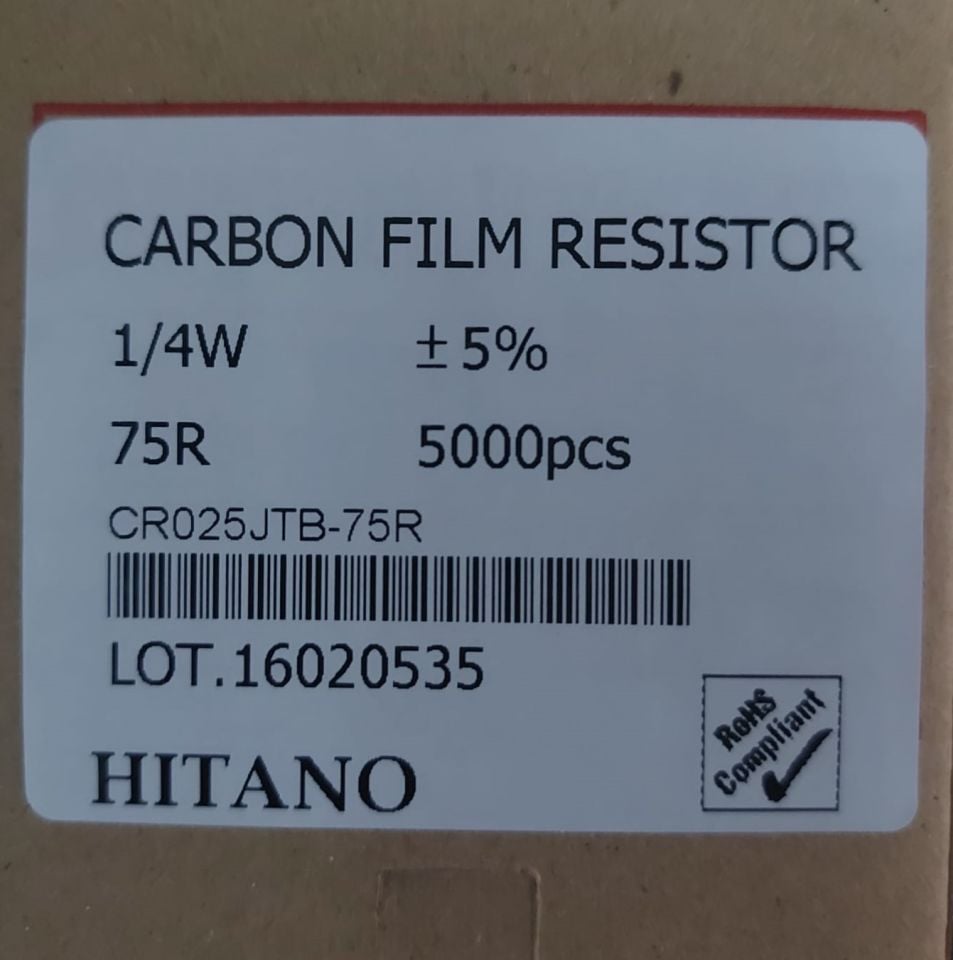 CARBON FILM RESISTOR
1/4W ±5%
75R 5000pcs
CR025JTB-75R
LOT.16020535
HITANO
RoHS
Compliant